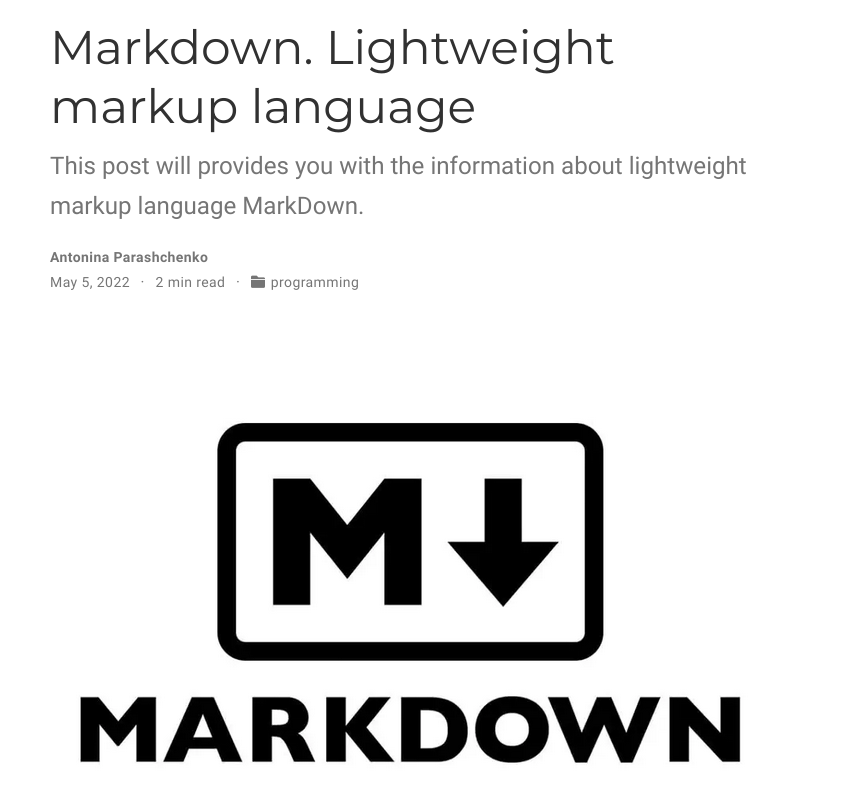 Markdown. Lightweight
markup language
This post will provides you with the information about lightweight
markup language MarkDown.
Antonina Parashchenko
May 5, 2022 · 2 min read · programming
M
MARKDOWN